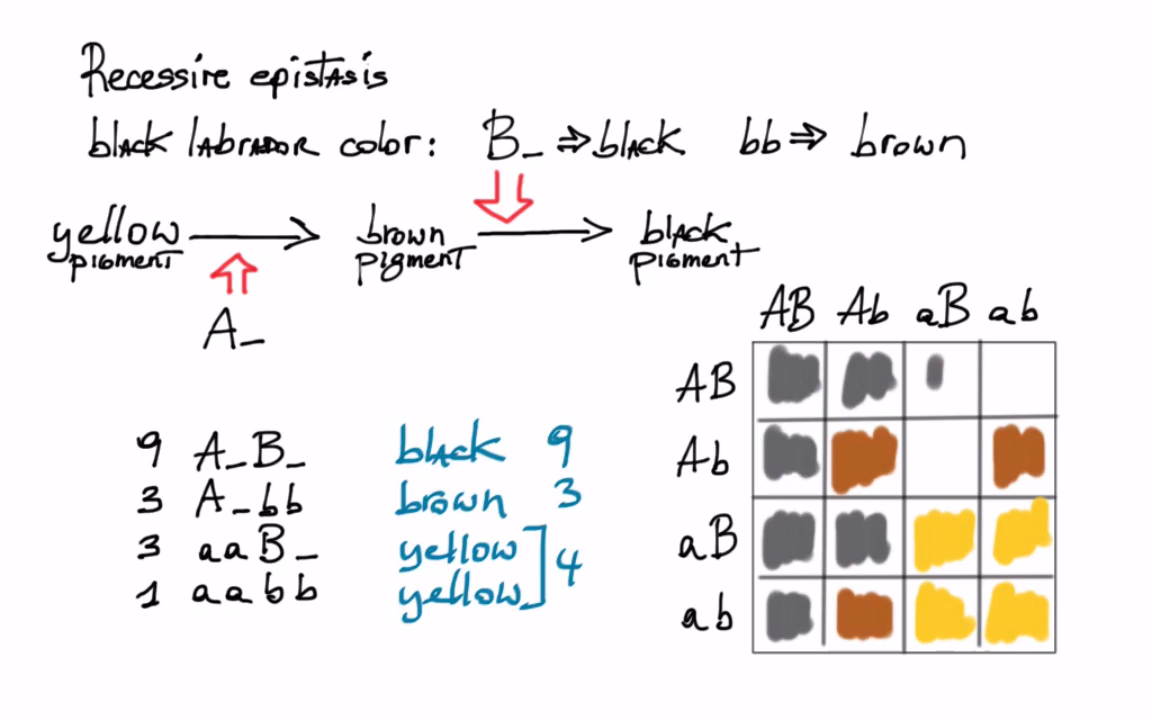 Recessive epistasis
black labrador color: B_ ⇒ black bb ⇒ brown
yellow pigment → brown pigment → black pigment
A_
AB Ab aB ab
AB
Ab
aB
ab
9 A_B_ black 9
3 A_bb brown 3
3 aaB_ yellow
4
1 aabb yellow